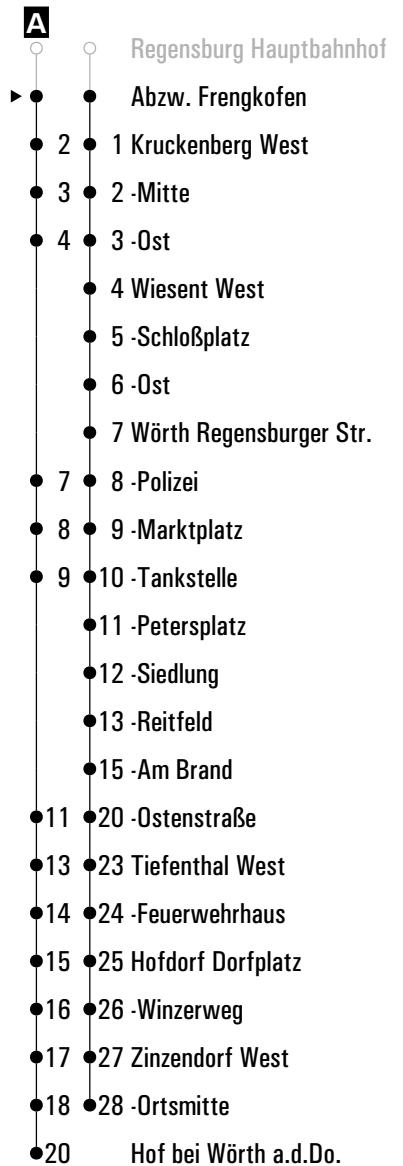 A
Regensburg Hauptbahnhof
Abzw. Frengkofen
2 1 Kruckenberg West
3 2 -Mitte
4 3 -Ost
4 Wiesent West
5 -Schloßplatz
6 -Ost
7 Wörth Regensburger Str.
7 8 -Polizei
8 9 -Marktplatz
9 10 -Tankstelle
11 -Petersplatz
12 -Siedlung
13 -Reitfeld
15 -Am Brand
11 20 -Ostenstraße
13 23 Tiefenthal West
14 24 -Feuerwehrhaus
15 25 Hofdorf Dorfplatz
16 26 -Winzerweg
17 27 Zinzendorf West
18 28 -Ortsmitte
20 Hof bei Wörth a.d.Do.